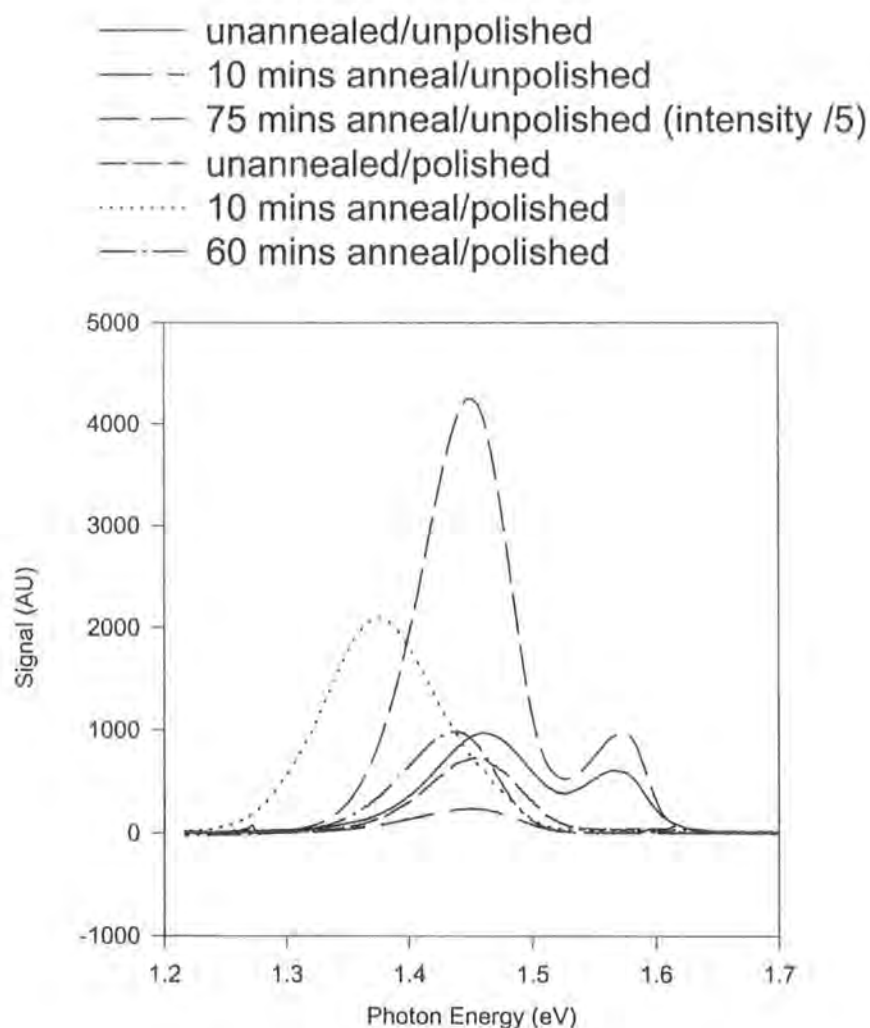 unannealed/unpolished
10 mins anneal/unpolished
75 mins anneal/unpolished (intensity /5)
unannealed/polished
10 mins anneal/polished
60 mins anneal/polished
5000
4000
3000
2000
1000
0
-1000
Signal (AU)
1.2 1.3 1.4 1.5 1.6 1.7
Photon Energy (eV)